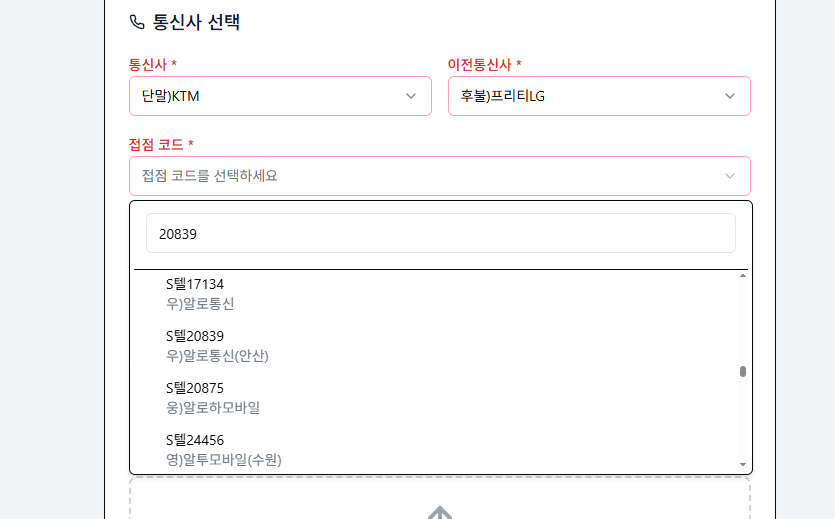 통신사 선택
통신사 * 이전통신사 *
단말)KTM 후불)프리티LG
접점 코드 *
접점 코드를 선택하세요
20839
S텔17134
우)알로통신
S텔20839
우)알로통신(안산)
S텔20875
웅)알로하모바일
S텔24456
영)알투모바일(수원)